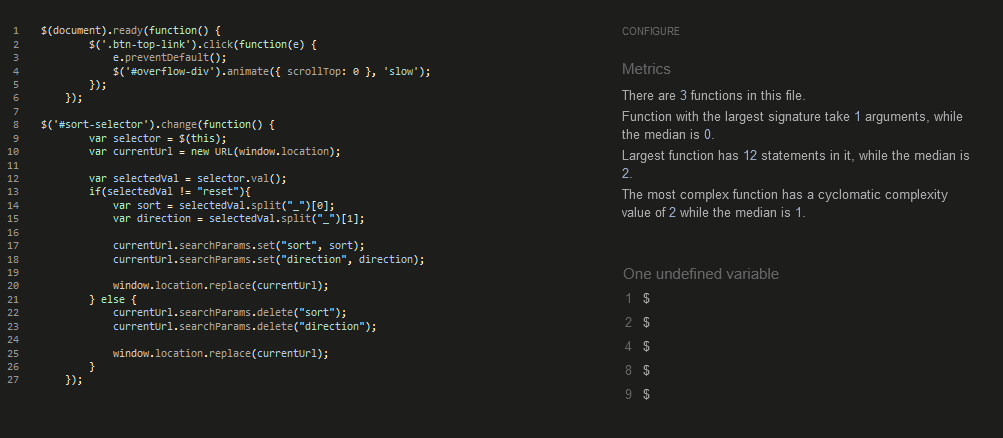 1 $(document).ready(function() {
2 $('.btn-top-link').click(function(e) {
3 e.preventDefault();
4 $('#overflow-div').animate({ scrollTop: 0 }, 'slow');
5 });
6 });
7
8 $('#sort-selector').change(function() {
9 var selector = $(this);
10 var currentUrl = new URL(window.location);
11
12 var selectedVal = selector.val();
13 if(selectedVal != "reset"){
14 var sort = selectedVal.split("_")[0];
15 var direction = selectedVal.split("_")[1];
16
17 currentUrl.searchParams.set("sort", sort);
18 currentUrl.searchParams.set("direction", direction);
19
20 window.location.replace(currentUrl);
21 } else {
22 currentUrl.searchParams.delete("sort");
23 currentUrl.searchParams.delete("direction");
24
25 window.location.replace(currentUrl);
26 }
27 });
CONFIGURE
Metrics
There are 3 functions in this file.
Function with the largest signature take 1 arguments, while
the median is 0.
Largest function has 12 statements in it, while the median is
2.
The most complex function has a cyclomatic complexity
value of 2 while the median is 1.
One undefined variable
1 $
2 $
4 $
8 $
9 $